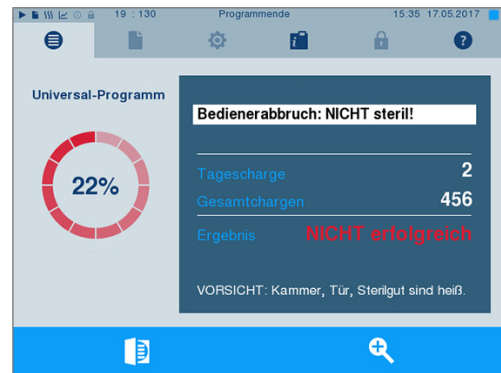 19 : 130 Programmende 15:35 17.05.2017
Universal-Programm
22%
Bedienerabbruch: NICHT steril!
Tagescharge 2
Gesamtchargen 456
Ergebnis NICHT erfolgreich
VORSICHT: Kammer, Tür, Sterilgut sind heiß.